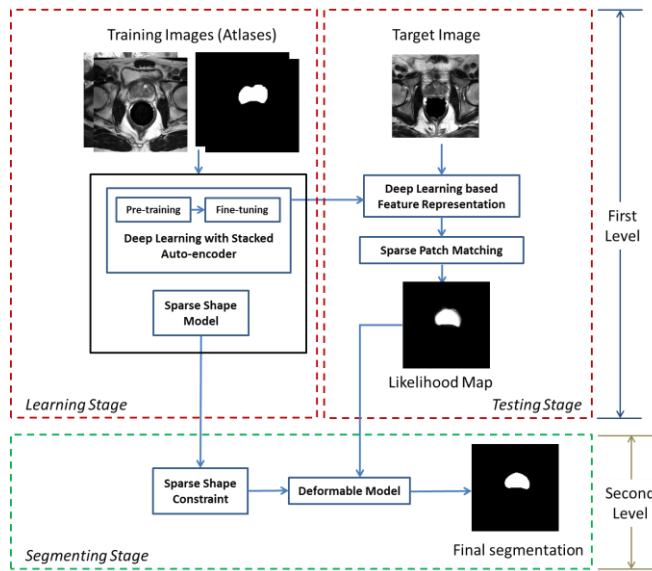 Training Images (Atlases)
Target Image
Pre-training
Fine-tuning
Deep Learning with Stacked
Auto-encoder
Sparse Shape
Model
Learning Stage
Deep Learning based
Feature Representation
Sparse Patch Matching
Likelihood Map
Testing Stage
First
Level
Sparse Shape
Constraint
Deformable Model
Final segmentation
Segmenting Stage
Second
Level